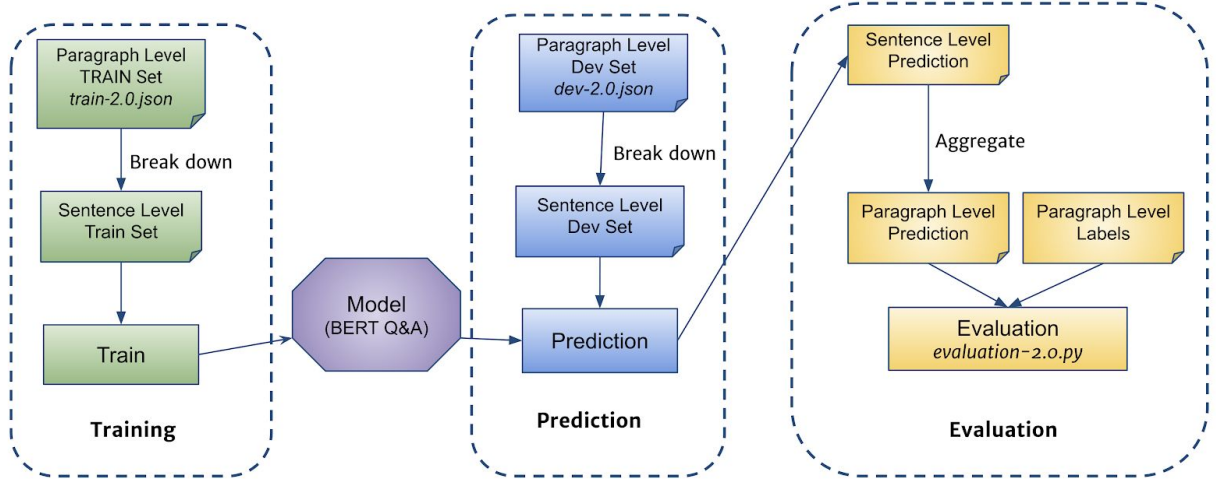 Paragraph Level
TRAIN Set
train-2.0.json
Break down
Sentence Level
Train Set
Train
Training
Model
(BERT Q&A)
Paragraph Level
Dev Set
dev-2.0.json
Break down
Sentence Level
Dev Set
Prediction
Prediction
Sentence Level
Prediction
Aggregate
Paragraph Level
Prediction
Paragraph Level
Labels
Evaluation
evaluation-2.0.py
Evaluation